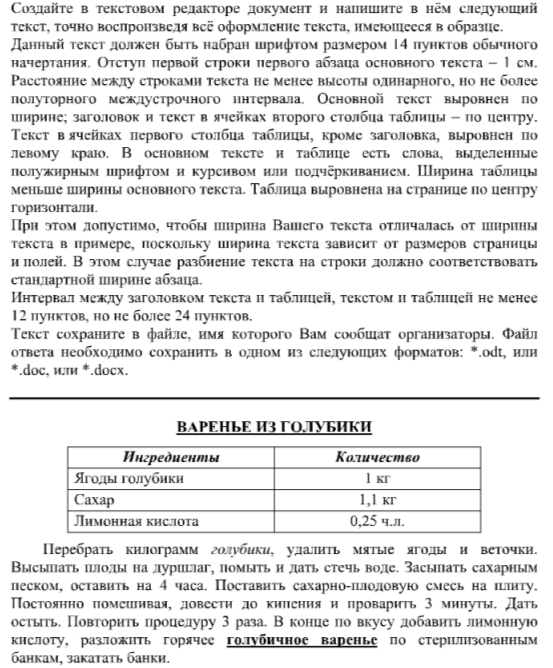 Создайте в текстовом редакторе документ и напишите в нём следующий
текст, точно воспроизведя всё оформление текста, имеющееся в образце.
Данный текст должен быть набран шрифтом размером 14 пунктов обычного
начертания. Отступ первой строки первого абзаца основного текста – 1 см.
Расстояние между строками текста не менее высоты одинарного, но не более
полуторного междустрочного интервала. Основной текст выровнен по
ширине; заголовок и текст в ячейках второго столбца таблицы – по центру.
Текст в ячейках первого столбца таблицы, кроме заголовка, выровнен по
левому краю. В основном тексте и таблице есть слова, выделенные
полужирным шрифтом и курсивом или подчёркиванием. Ширина таблицы
меньше ширины основного текста. Таблица выровнена на странице по центру
горизонтали.
При этом допустимо, чтобы ширина Вашего текста отличалась от ширины
текста в примере, поскольку ширина текста зависит от размеров страницы
и полей. В этом случае разбиение текста на строки должно соответствовать
стандартной ширине абзаца.
Интервал между заголовком текста и таблицей, текстом и таблицей не менее
12 пунктов, но не более 24 пунктов.
Текст сохраните в файле, имя которого Вам сообщат организаторы. Файл
ответа необходимо сохранить в одном из следующих форматов: *.odt, или
*.doc, или *.docx.
ВАРЕНЬЕ ИЗ ГОЛУБИКИ
Ингредиенты Количество
Ягоды голубики 1 кг
Сахар 1,1 кг
Лимонная кислота 0,25 ч.л.
Перебрать килограмм голубики, удалить мятые ягоды и веточки.
Высыпать плоды на дуршлаг, помыть и дать стечь воде. Засыпать сахарным
песком, оставить на 4 часа. Поставить сахарно-плодовую смесь на плиту.
Постоянно помешивая, довести до кипения и проварить 3 минуты. Дать
остыть. Повторить процедуру 3 раза. В конце по вкусу добавить лимонную
кислоту, разложить горячее голубичное варенье по стерилизованным
банкам, закатать банки.